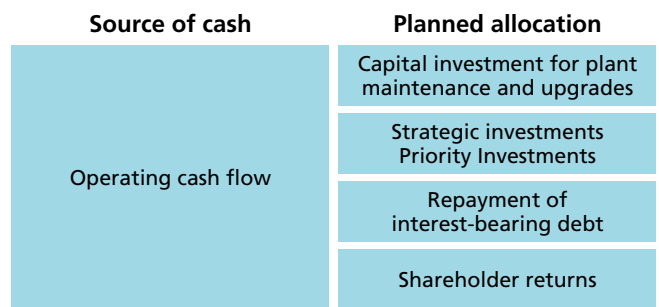 Source of cash
Planned allocation
Operating cash flow
Capital investment for plant
maintenance and upgrades
Strategic investments
Priority Investments
Repayment of
interest-bearing debt
Shareholder returns